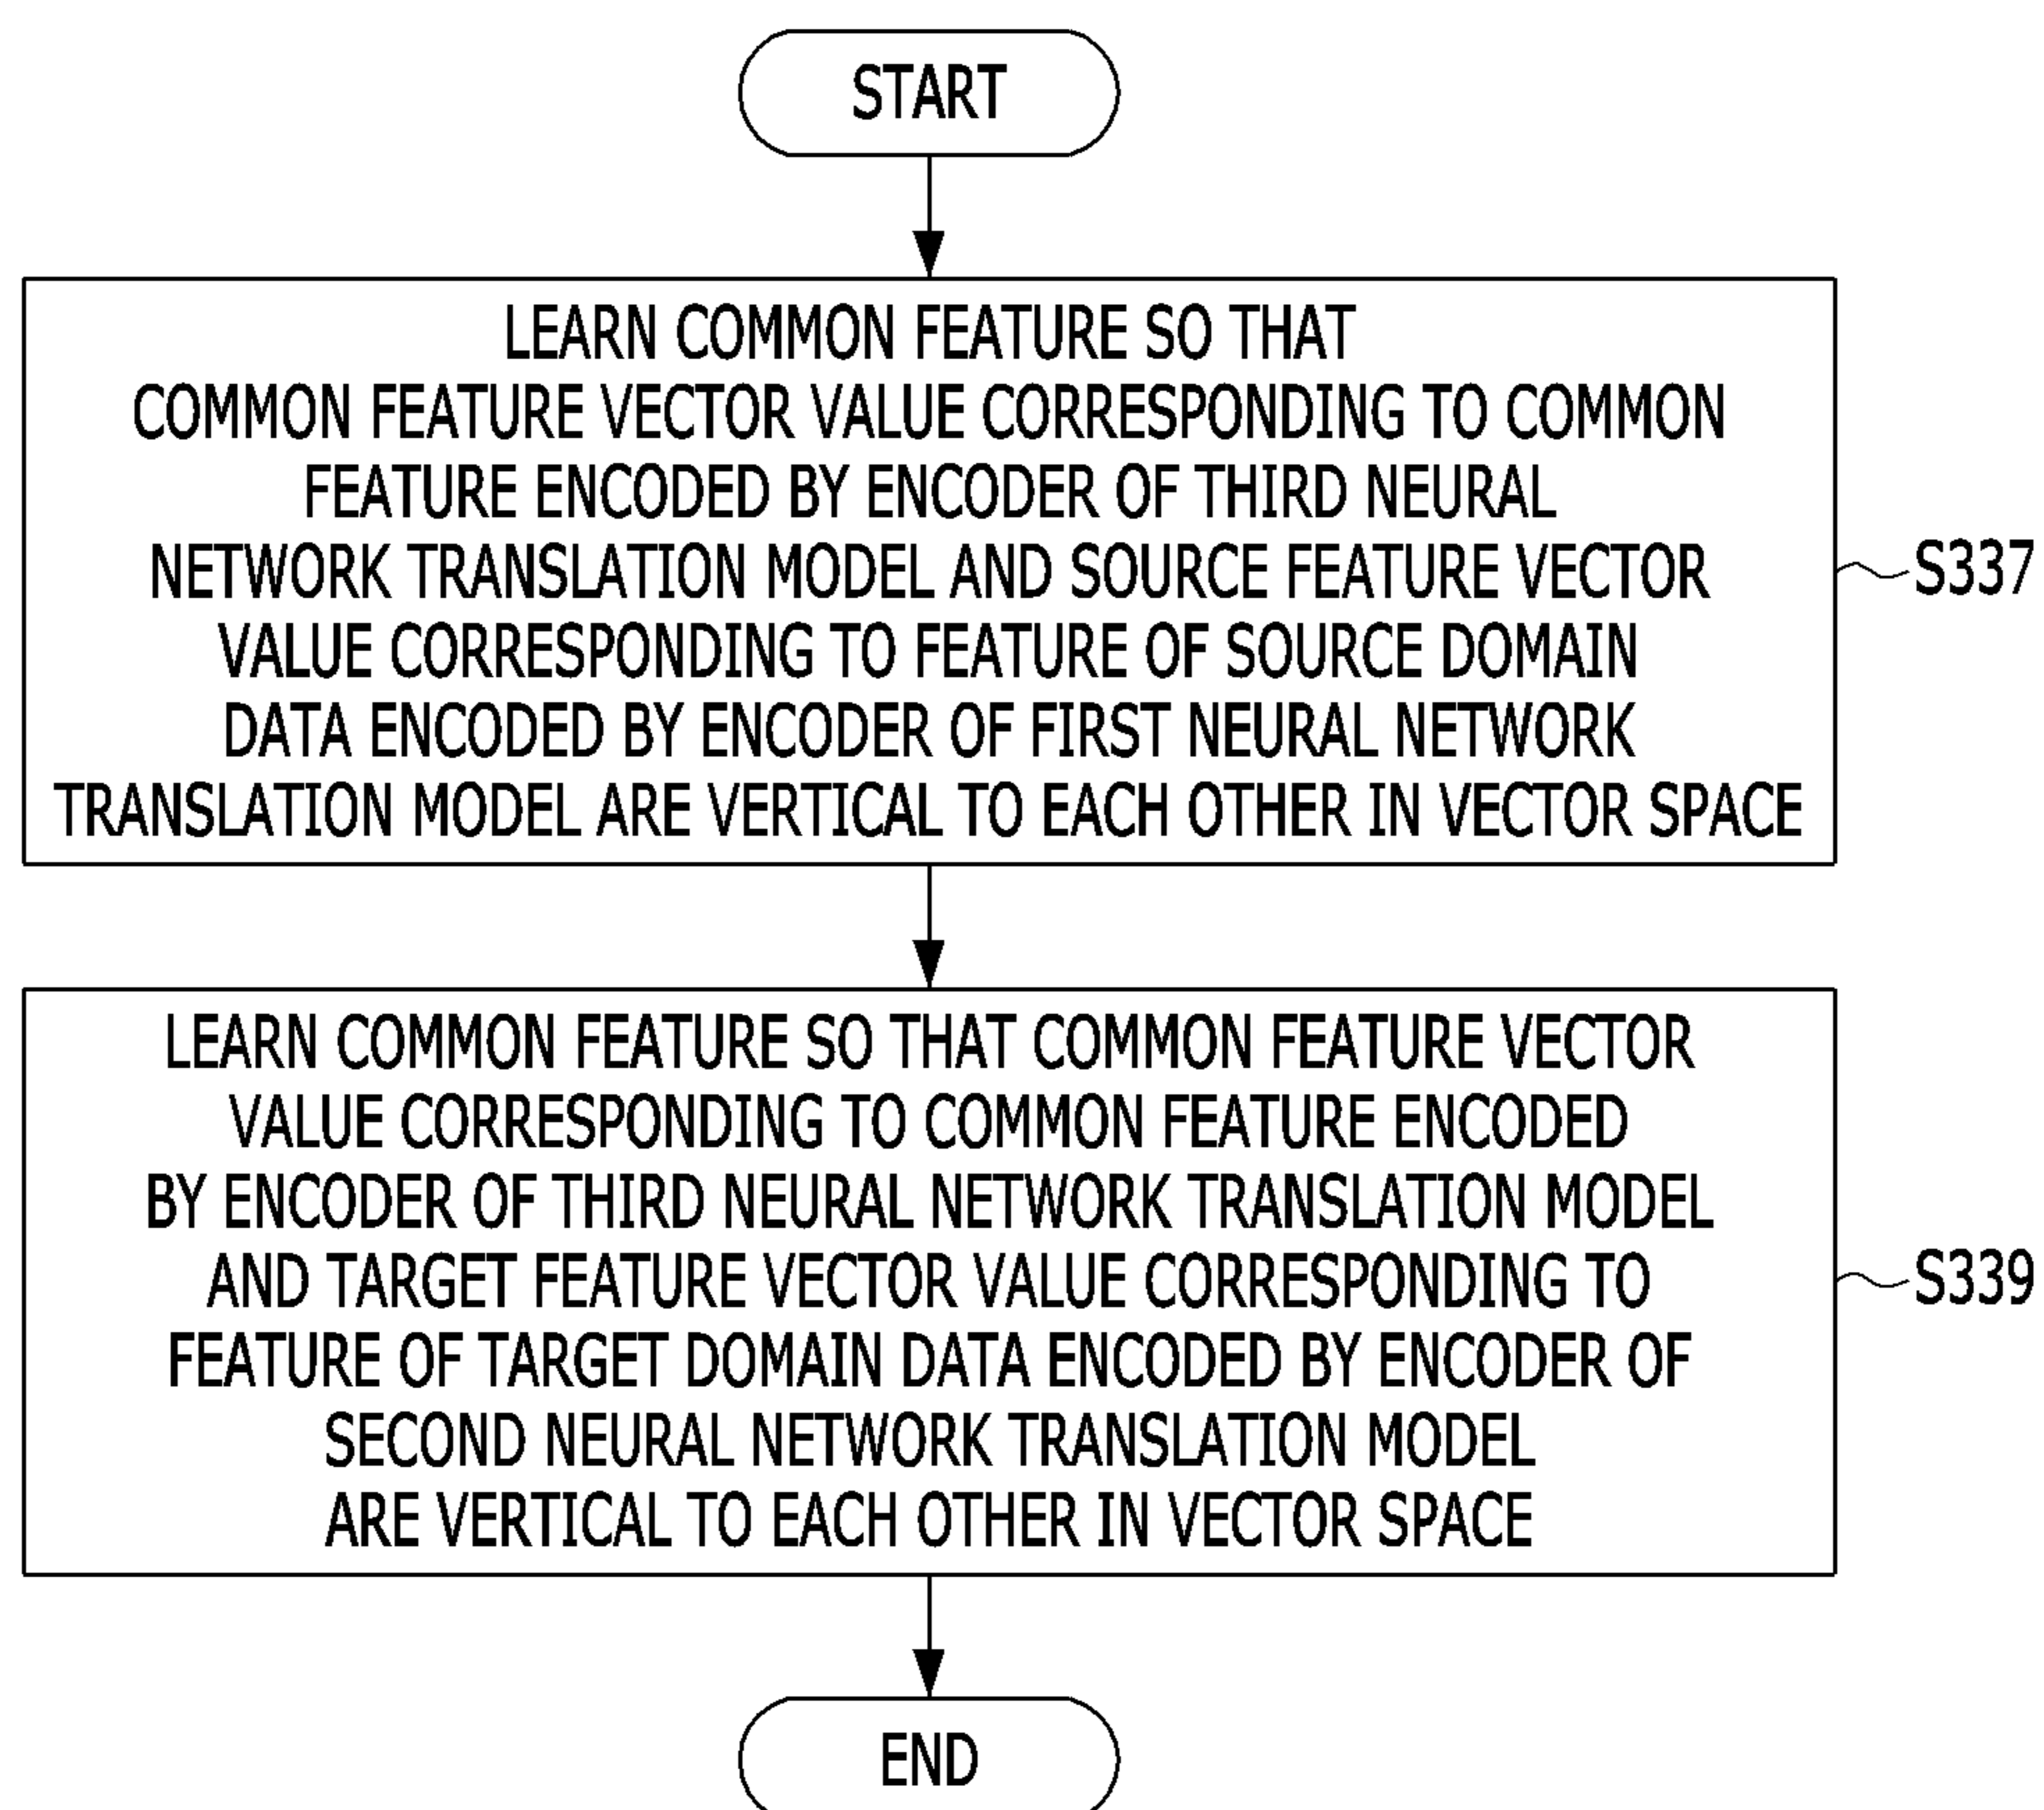 START
LEARN COMMON FEATURE SO THAT
COMMON FEATURE VECTOR VALUE CORRESPONDING TO COMMON
FEATURE ENCODED BY ENCODER OF THIRD NEURAL
NETWORK TRANSLATION MODEL AND SOURCE FEATURE VECTOR
VALUE CORRESPONDING TO FEATURE OF SOURCE DOMAIN
DATA ENCODED BY ENCODER OF FIRST NEURAL NETWORK
TRANSLATION MODEL ARE VERTICAL TO EACH OTHER IN VECTOR SPACE
S337
LEARN COMMON FEATURE SO THAT COMMON FEATURE VECTOR
VALUE CORRESPONDING TO COMMON FEATURE ENCODED
BY ENCODER OF THIRD NEURAL NETWORK TRANSLATION MODEL
AND TARGET FEATURE VECTOR VALUE CORRESPONDING TO
FEATURE OF TARGET DOMAIN DATA ENCODED BY ENCODER OF
SECOND NEURAL NETWORK TRANSLATION MODEL
ARE VERTICAL TO EACH OTHER IN VECTOR SPACE
S339
END